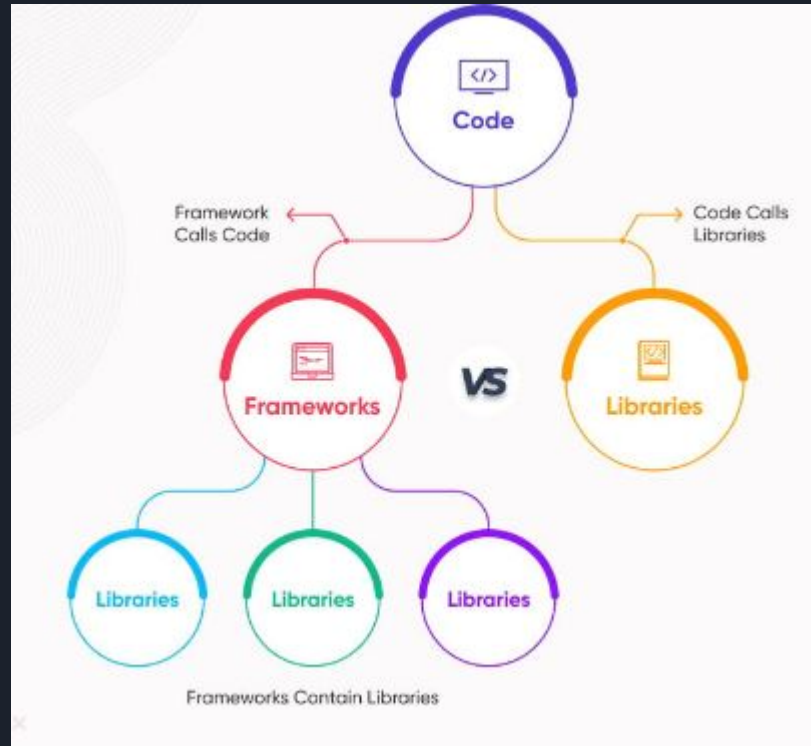 </>
Code
Framework
Calls Code
Code Calls
Libraries
</>
Frameworks
VS
Libraries
Libraries
Libraries
Libraries
Frameworks Contain Libraries